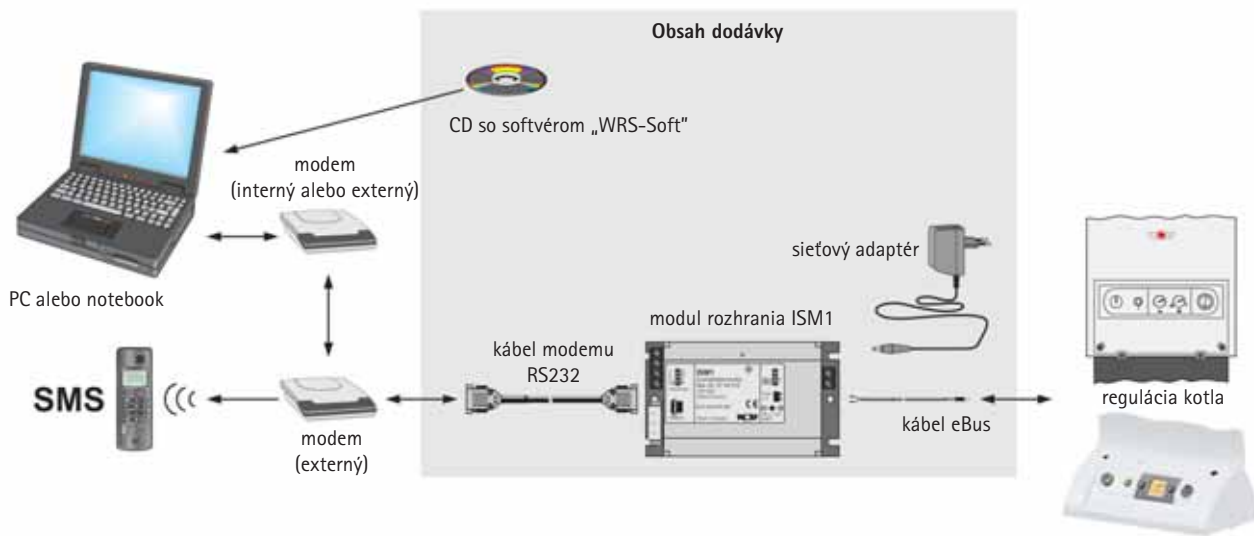 Obsah dodávky
CD so softvérom „WRS-Soft"
modem
(interný alebo externý)
PC alebo notebook
sieťový adaptér
modul rozhrania ISM1
kábel modemu
RS232
SMS
modem
(externý)
kábel eBus
regulácia kotla
ISM1